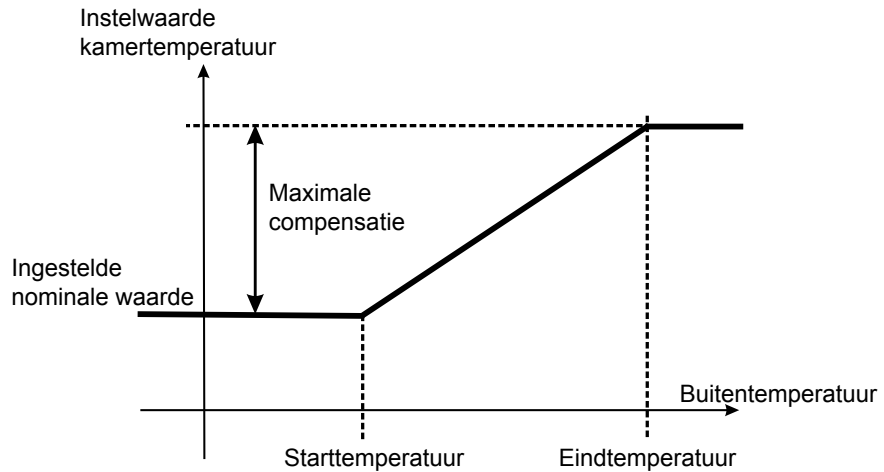 Instelwaarde
kamertemperatuur
Maximale
compensatie
Ingestelde
nominale waarde
Buitentemperatuur
Starttemperatuur
Eindtemperatuur